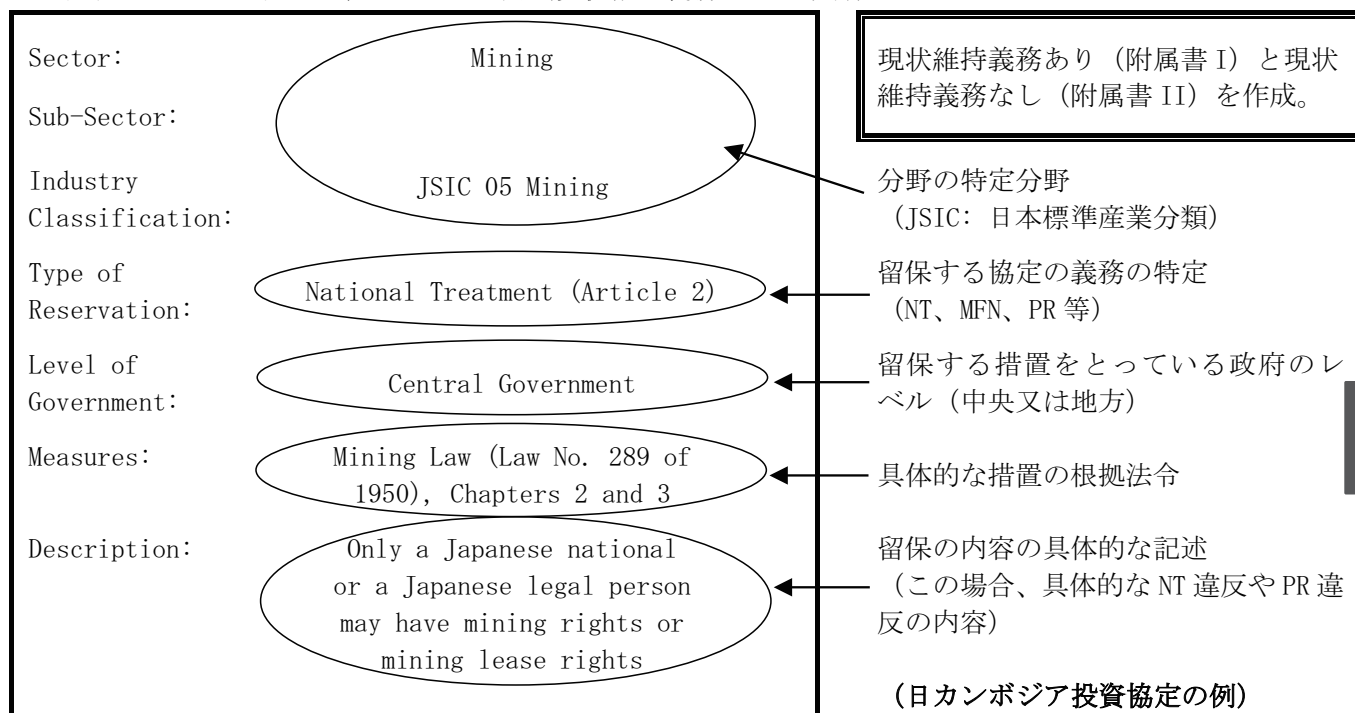 Sector:
Mining
Sub-Sector:
Industry
Classification:
JSIC 05 Mining
Type of
Reservation:
National Treatment (Article 2)
Level of
Government:
Central Government
Measures:
Mining Law (Law No. 289 of
1950), Chapters 2 and 3
Description:
Only a Japanese national
or a Japanese legal person
may have mining rights or
mining lease rights
現状維持義務あり（附属書 I）と現状
維持義務なし（附属書 II）を作成。
分野の特定分野
（JSIC: 日本標準産業分類）
留保する協定の義務の特定
（NT、MFN、PR 等）
留保する措置をとっている政府のレ
ベル（中央又は地方）
具体的な措置の根拠法令
留保の内容の具体的な記述
（この場合、具体的な NT 違反や PR 違
反の内容）
（日カンボジア投資協定の例）